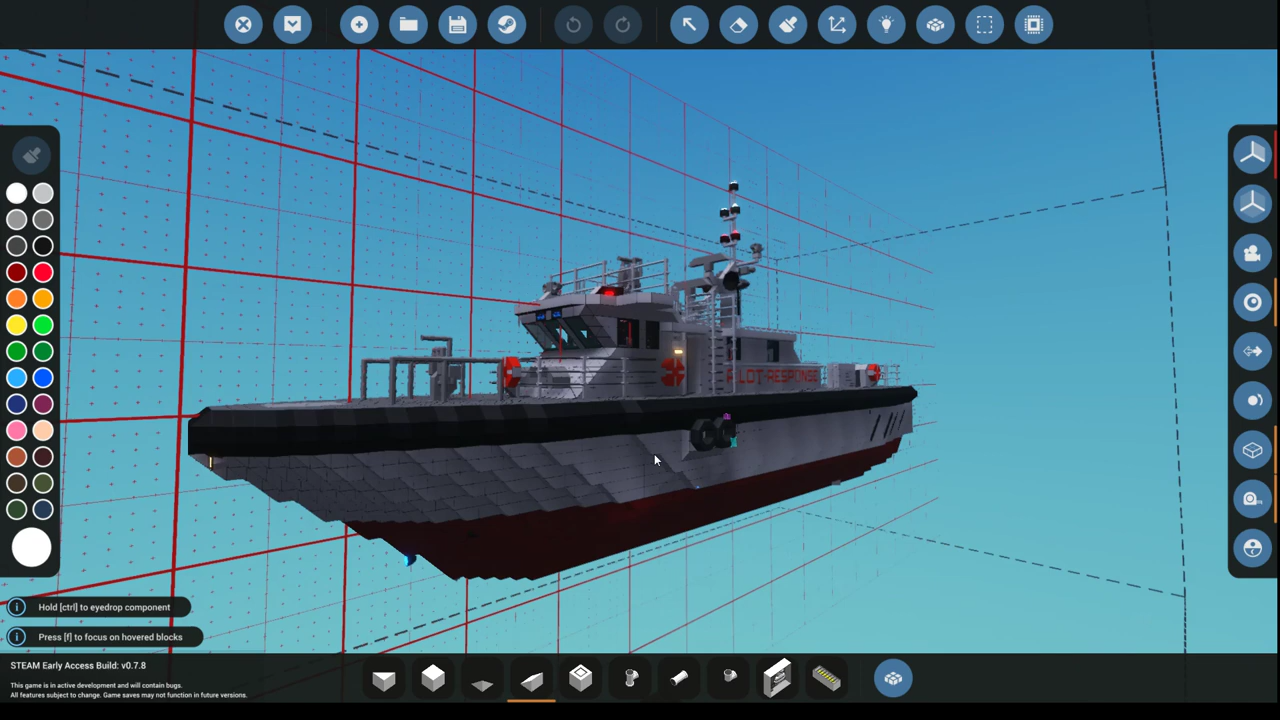 PILOT RESPONSE
Hold [ctrl] to eyedrop component
Press [f] to focus on hovered blocks
STEAM Early Access Build: v0.7.8
This game is in active development and will contain bugs.
All features subject to change. Game saves may not function in future versions.